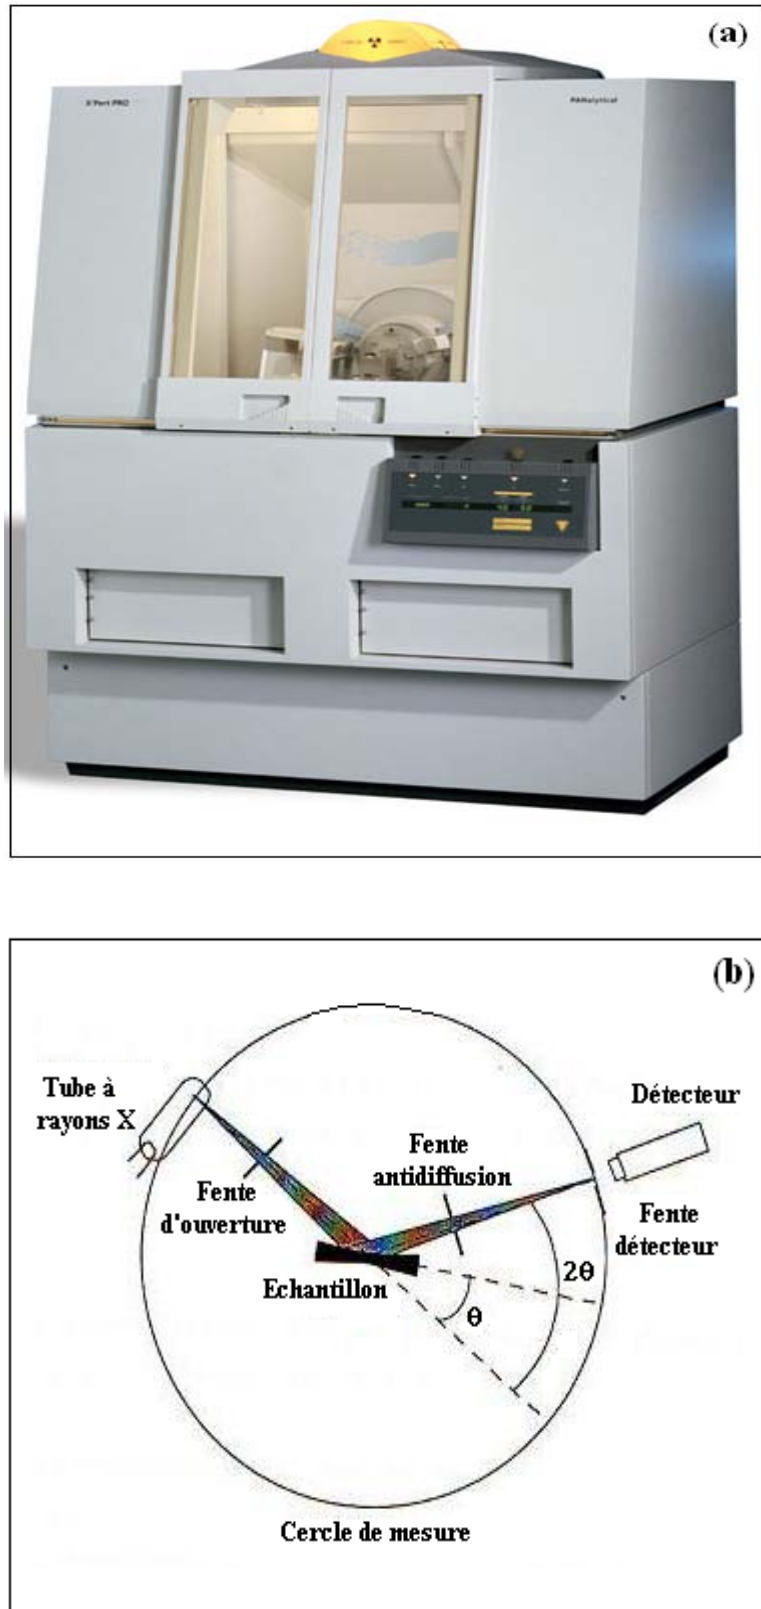 (a)
X'Pert PRO
PANalytical
(b)
Tube à
rayons X
Détecteur
Fente
antidiffusion
Fente
d'ouverture
Fente
détecteur
Echantillon
2θ
θ
Cercle de mesure